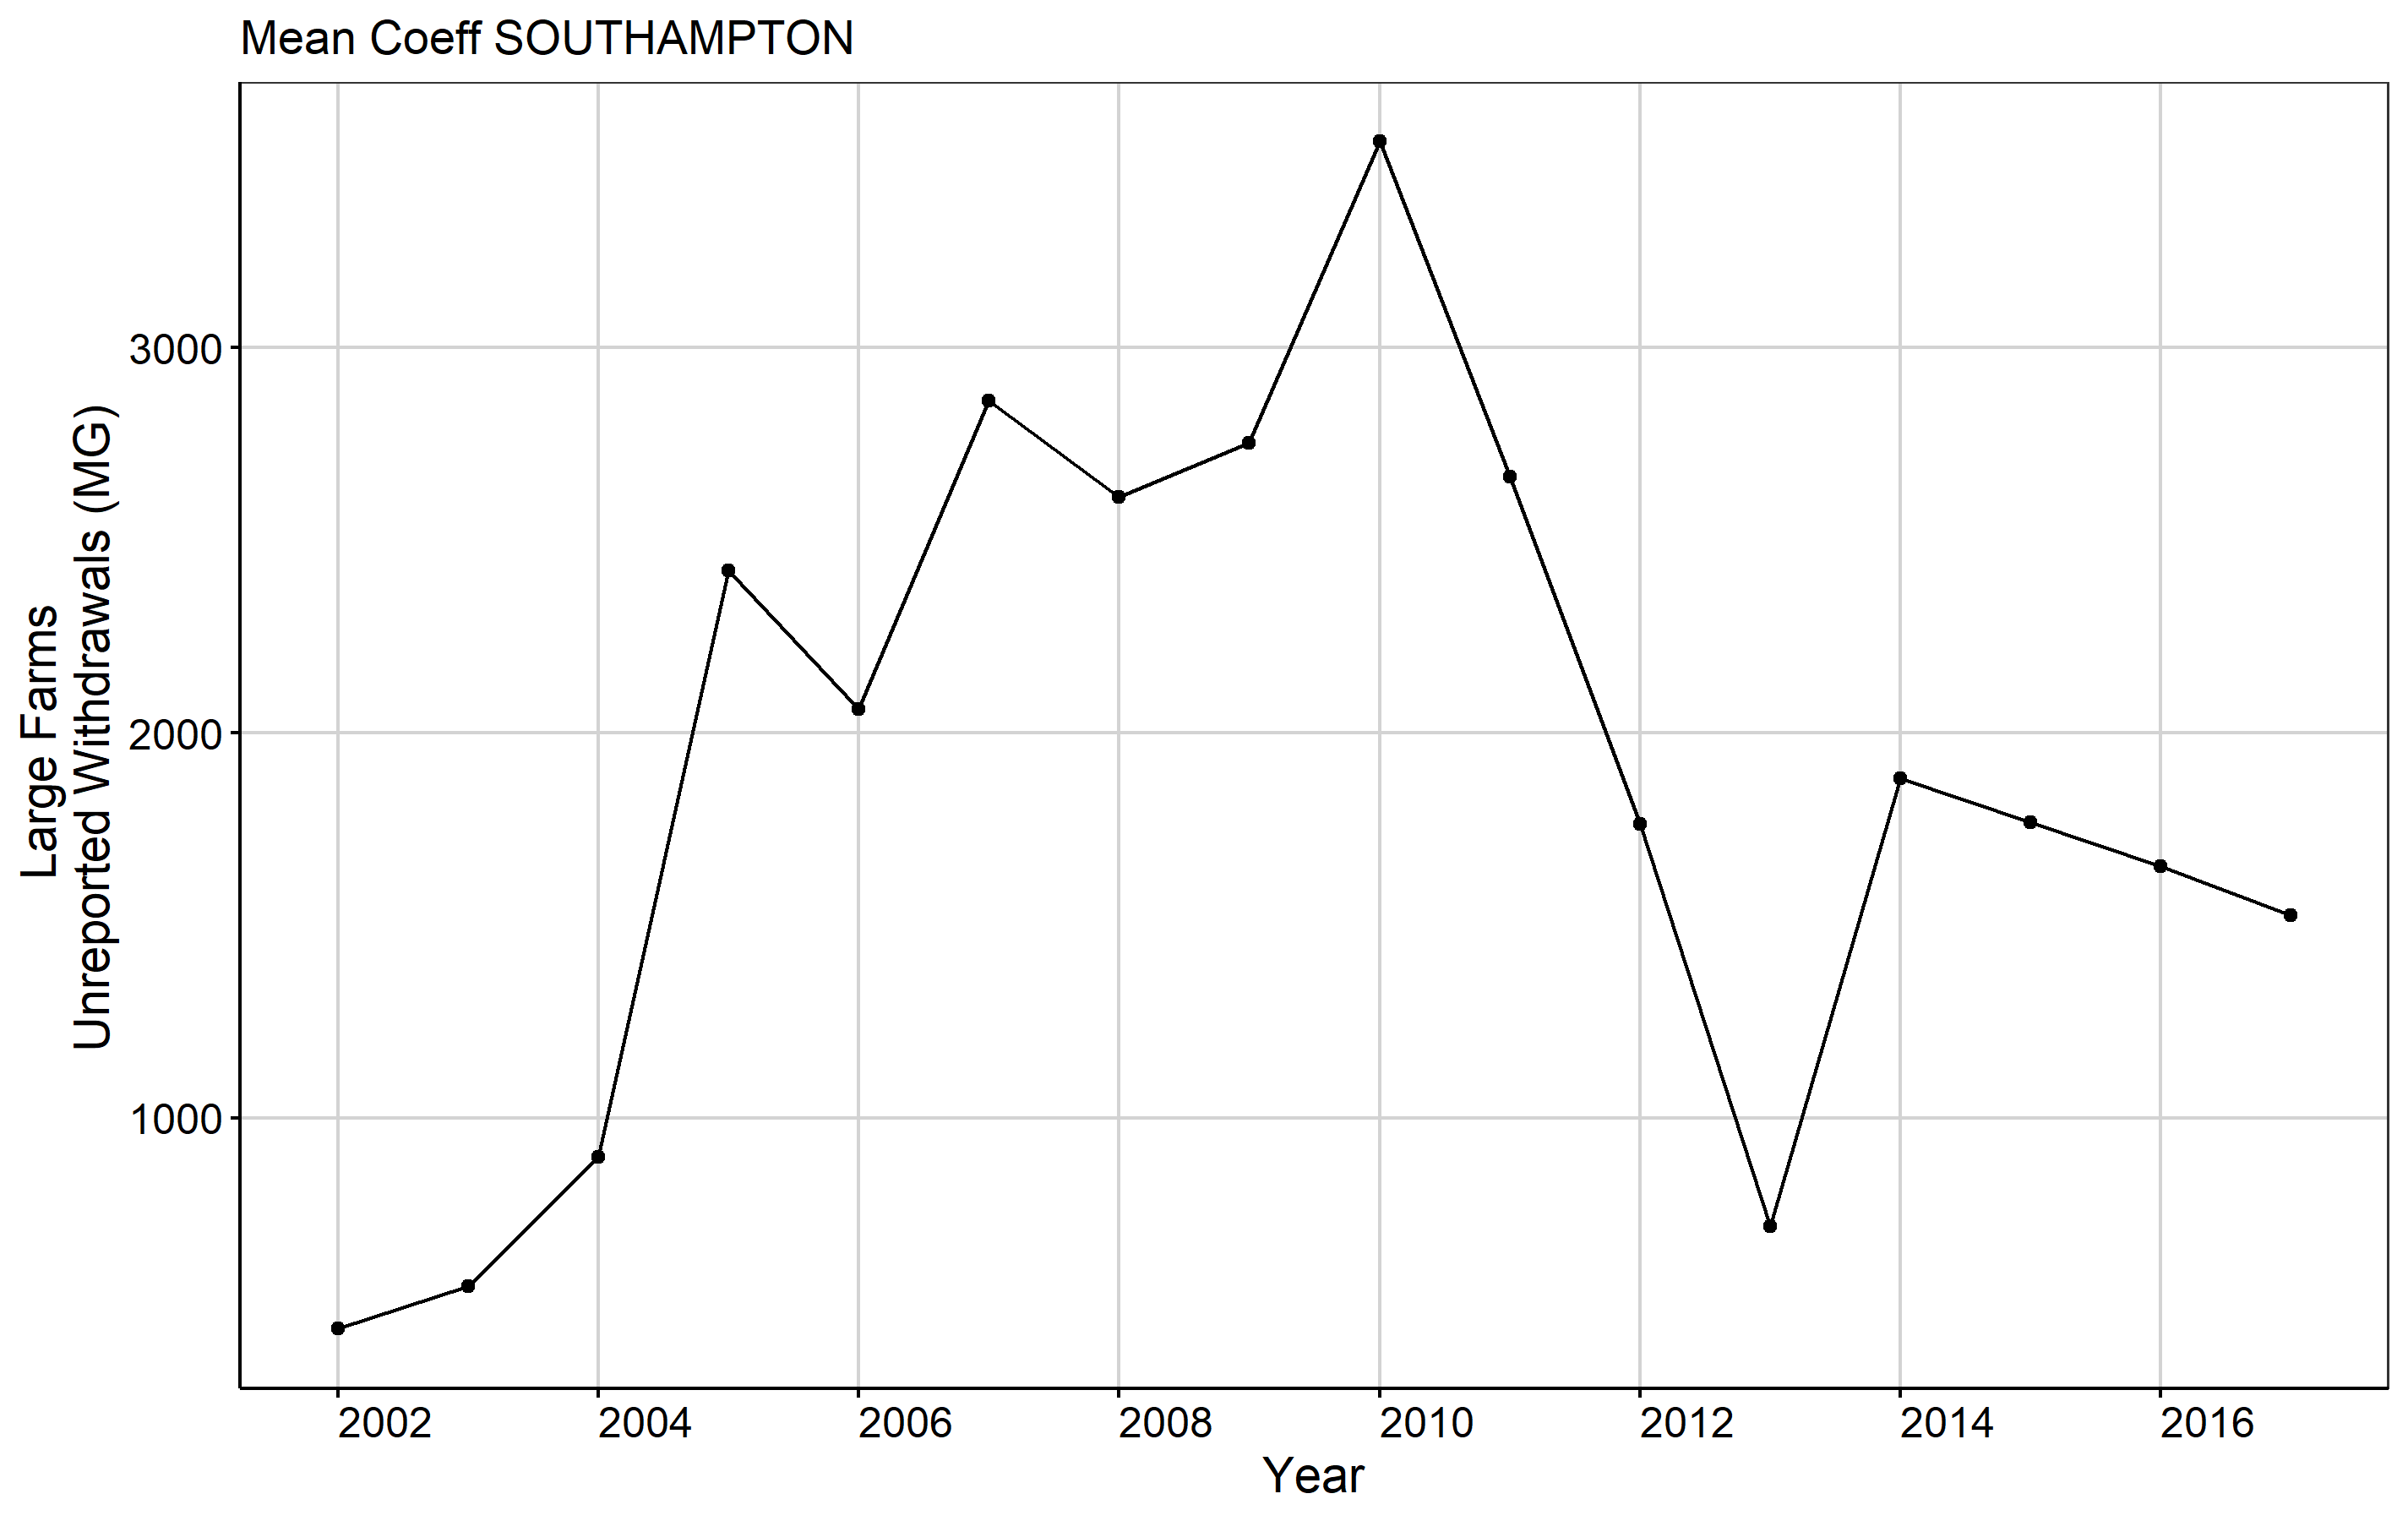 Mean Coeff SOUTHAMPTON
Large Farms
Unreported Withdrawals (MG)
3000
2000
1000
2002 2004 2006 2008 2010 2012 2014 2016
Year